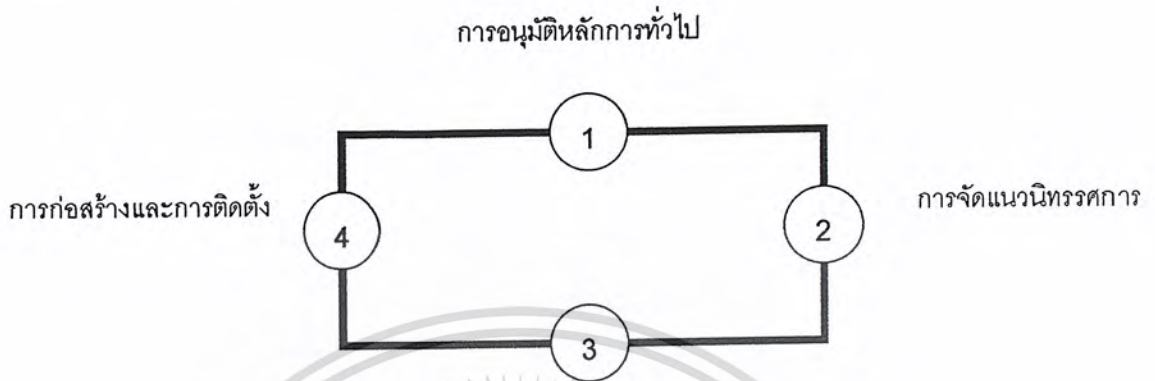 การอนุมัติหลักการทั่วไป
1
การก่อสร้างและการติดตั้ง
4
2
การจัดแนวนิทรรศการ
3